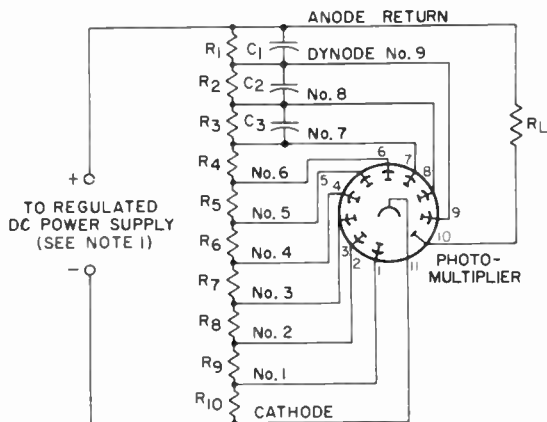 ANODE RETURN
R1
C1
DYNODE No. 9
R2
C2
No. 8
R3
C3
No. 7
RL
R4
No. 6
R5
No. 5
R6
No. 4
R7
No. 3
R8
No. 2
R9
No. 1
R10
CATHODE
+
TO REGULATED
DC POWER SUPPLY
(SEE NOTE 1)
-
1
2
3
4
5
6
7
8
9
10
11
PHOTO-
MULTIPLIER